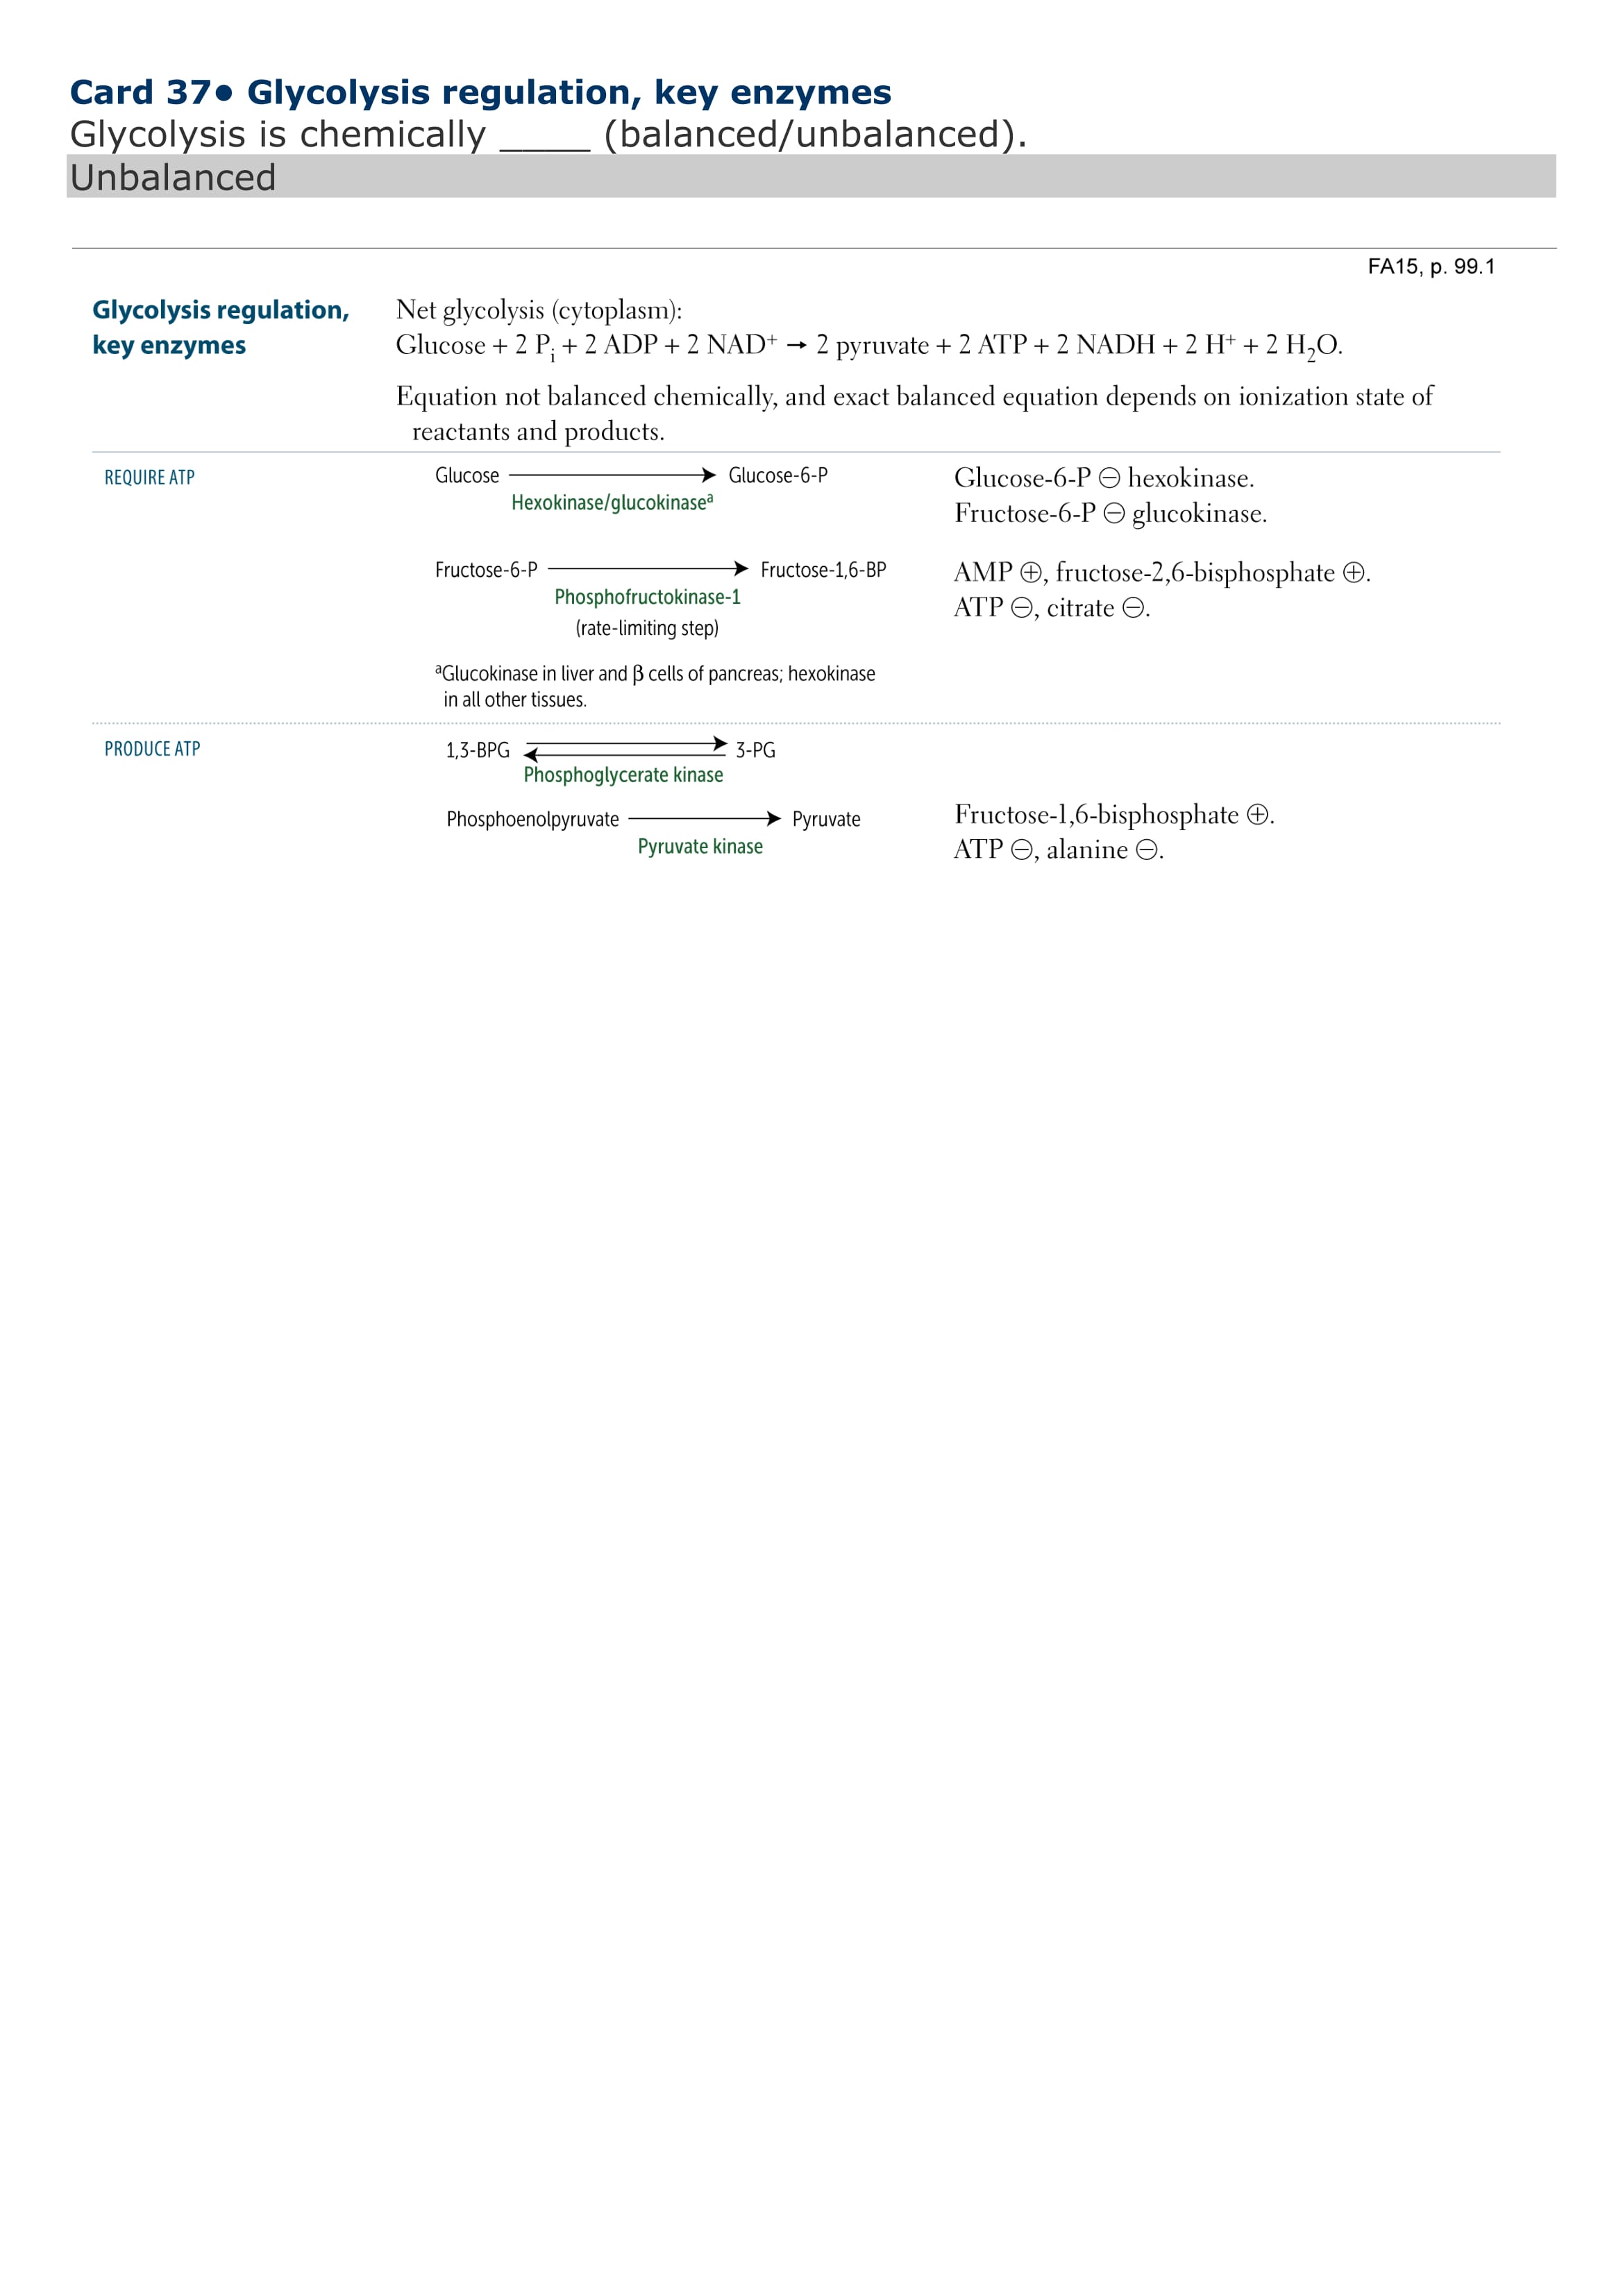 Card 37● Glycolysis regulation, key enzymes
Glycolysis is chemically ____ (balanced/unbalanced).
Unbalanced
FA15, p. 99.1
Glycolysis regulation,
key enzymes
Net glycolysis (cytoplasm):
Glucose + 2 Pᵢ + 2 ADP + 2 NAD⁺ → 2 pyruvate + 2 ATP + 2 NADH + 2 H⁺ + 2 H₂O.
Equation not balanced chemically, and exact balanced equation depends on ionization state of
reactants and products.
REQUIRE ATP
Glucose → Glucose-6-P
Hexokinase/glucokinaseᵃ
Glucose-6-P ⊖ hexokinase.
Fructose-6-P ⊖ glucokinase.
Fructose-6-P → Fructose-1,6-BP
Phosphofructokinase-1
(rate-limiting step)
AMP ⊕, fructose-2,6-bisphosphate ⊕.
ATP ⊖, citrate ⊖.
ᵃGlucokinase in liver and β cells of pancreas; hexokinase
in all other tissues.
PRODUCE ATP
1,3-BPG ⇄ 3-PG
Phosphoglycerate kinase
Phosphoenolpyruvate → Pyruvate
Pyruvate kinase
Fructose-1,6-bisphosphate ⊕.
ATP ⊖, alanine ⊖.